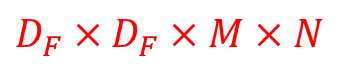 D_F × D_F × M × N